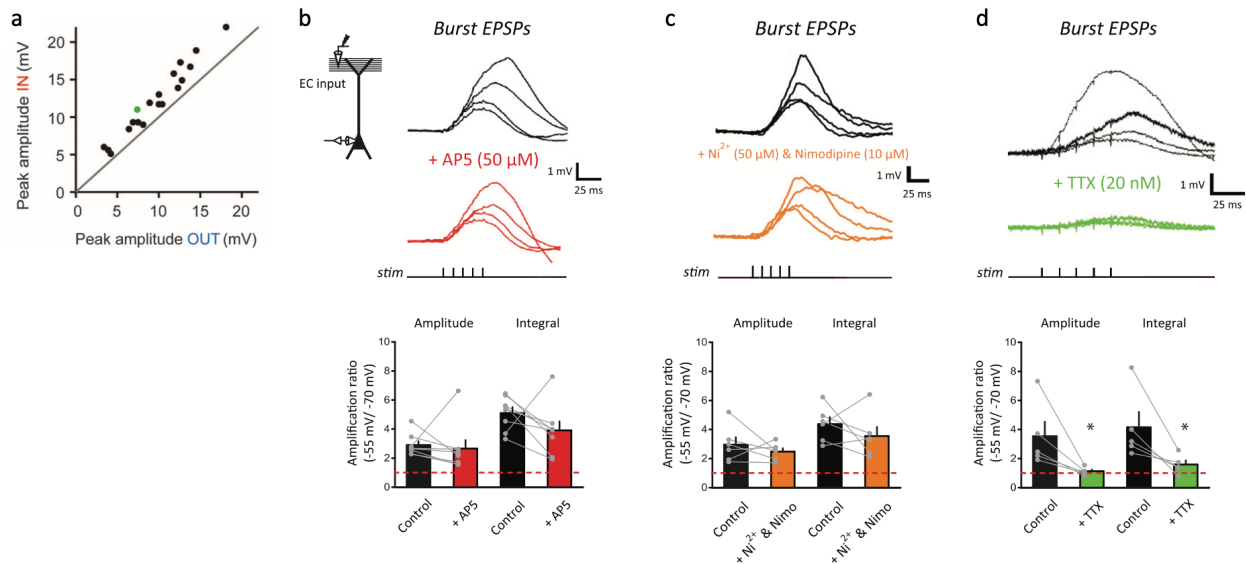 a
Peak amplitude IN (mV)
20
15
10
5
0
0 5 10 15 20
Peak amplitude OUT (mV)
b
Burst EPSPs
EC input
+ AP5 (50 µM)
1 mV
25 ms
stim
Amplitude Integral
Amplification ratio
(-55 mV/ -70 mV)
10
8
6
4
2
0
Control + AP5 Control + AP5
c
Burst EPSPs
+ Ni2+ (50 µM) & Nimodipine (10 µM)
1 mV
25 ms
stim
Amplitude Integral
Amplification ratio
(-55 mV/ -70 mV)
10
8
6
4
2
0
Control + Ni2+ & Nimo Control + Ni2+ & Nimo
d
Burst EPSPs
+ TTX (20 nM)
1 mV
25 ms
stim
Amplitude Integral
Amplification ratio
(-55 mV/ -70 mV)
10
8
6
4
2
0
* *
Control + TTX Control + TTX